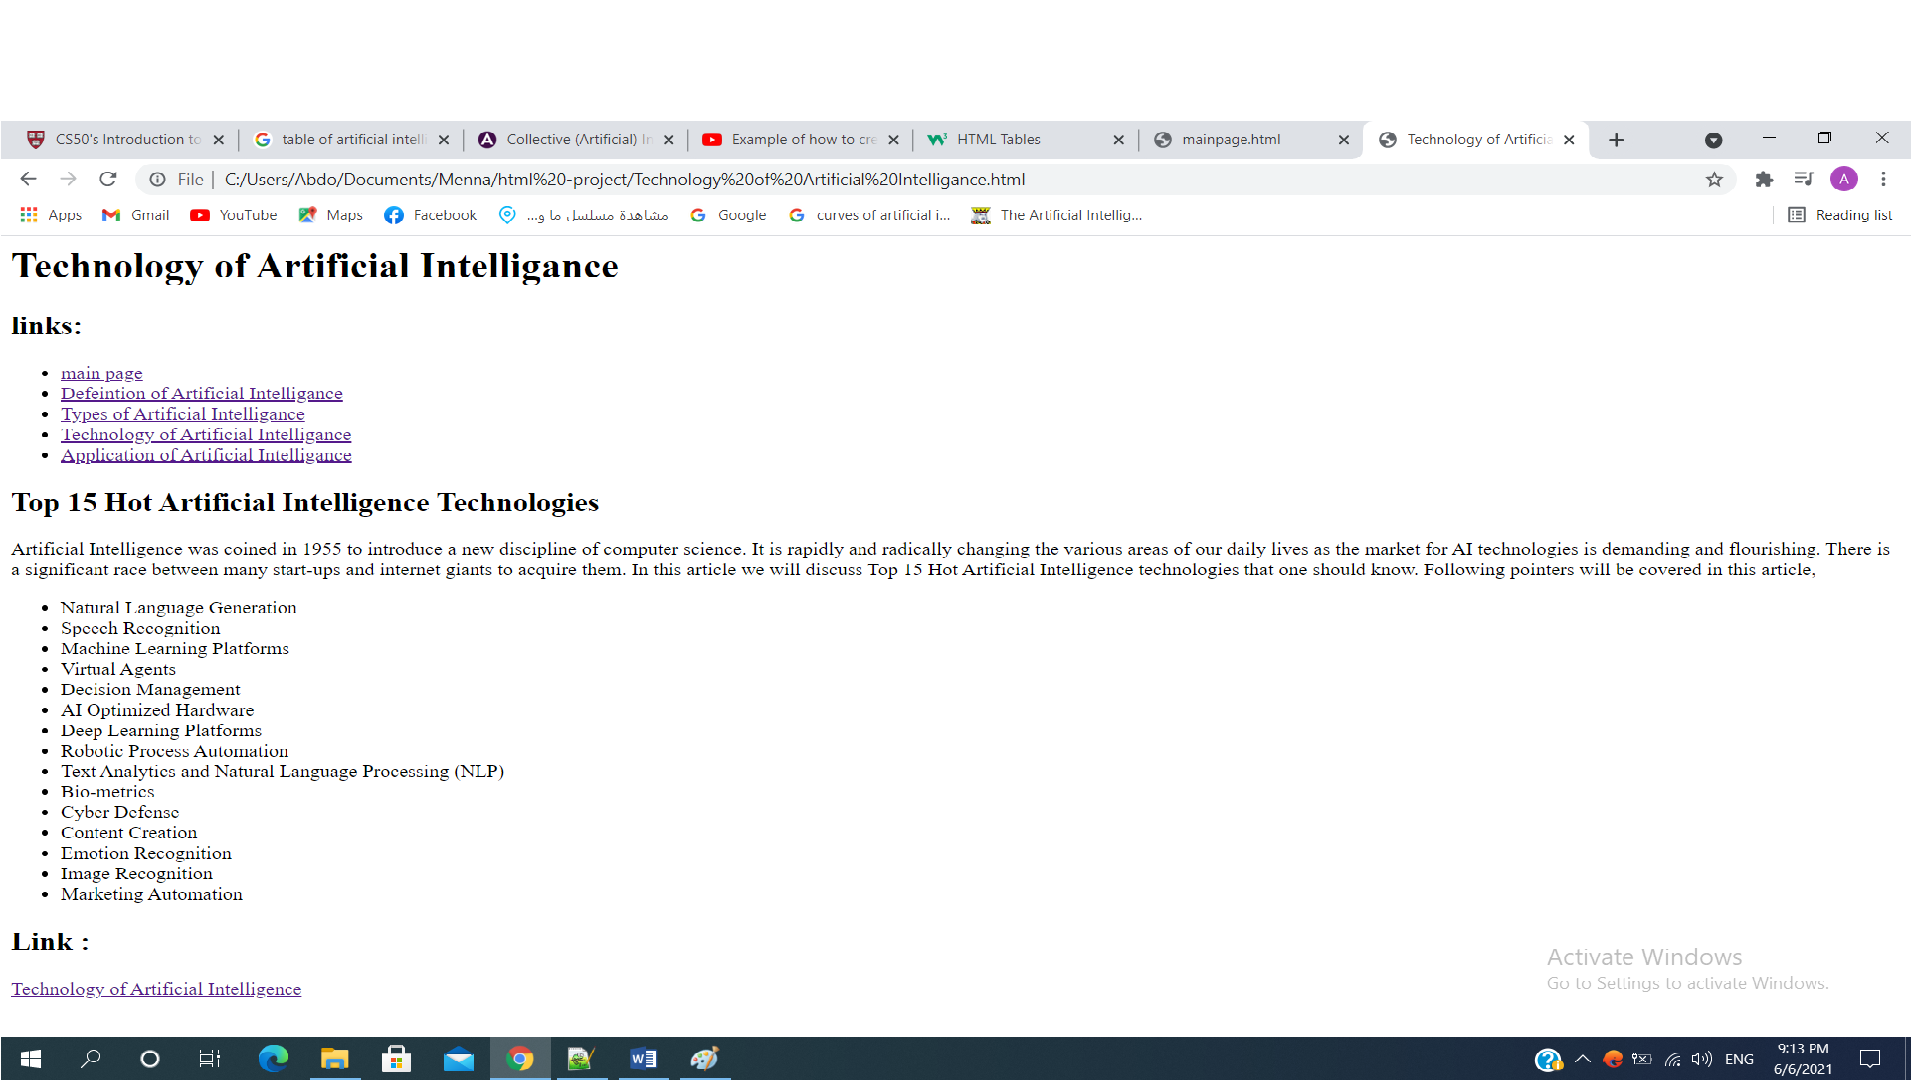 CS50's Introduction to
table of artificial intelli
Collective (Artificial) In
Example of how to cre
HTML Tables
mainpage.html
Technology of Artificia
File | C:/Users/Abdo/Documents/Menna/html%20-project/Technology%20of%20Artificial%20Intelligance.html
A
Apps
Gmail
YouTube
Maps
Facebook
مشاهدة مسلسل ما و...
Google
curves of artificial i...
The Artificial Intellig...
Reading list
Technology of Artificial Intelligance
links:
main page
Defeintion of Artificial Intelligance
Types of Artificial Intelligance
Technology of Artificial Intelligance
Application of Artificial Intelligance
Top 15 Hot Artificial Intelligence Technologies
Artificial Intelligence was coined in 1955 to introduce a new discipline of computer science. It is rapidly and radically changing the various areas of our daily lives as the market for AI technologies is demanding and flourishing. There is
a significant race between many start-ups and internet giants to acquire them. In this article we will discuss Top 15 Hot Artificial Intelligence technologies that one should know. Following pointers will be covered in this article,
Natural Language Generation
Speech Recognition
Machine Learning Platforms
Virtual Agents
Decision Management
AI Optimized Hardware
Deep Learning Platforms
Robotic Process Automation
Text Analytics and Natural Language Processing (NLP)
Bio-metrics
Cyber Defense
Content Creation
Emotion Recognition
Image Recognition
Marketing Automation
Link :
Technology of Artificial Intelligence
Activate Windows
Go to Settings to activate Windows.
ENG
9:13 PM
6/6/2021